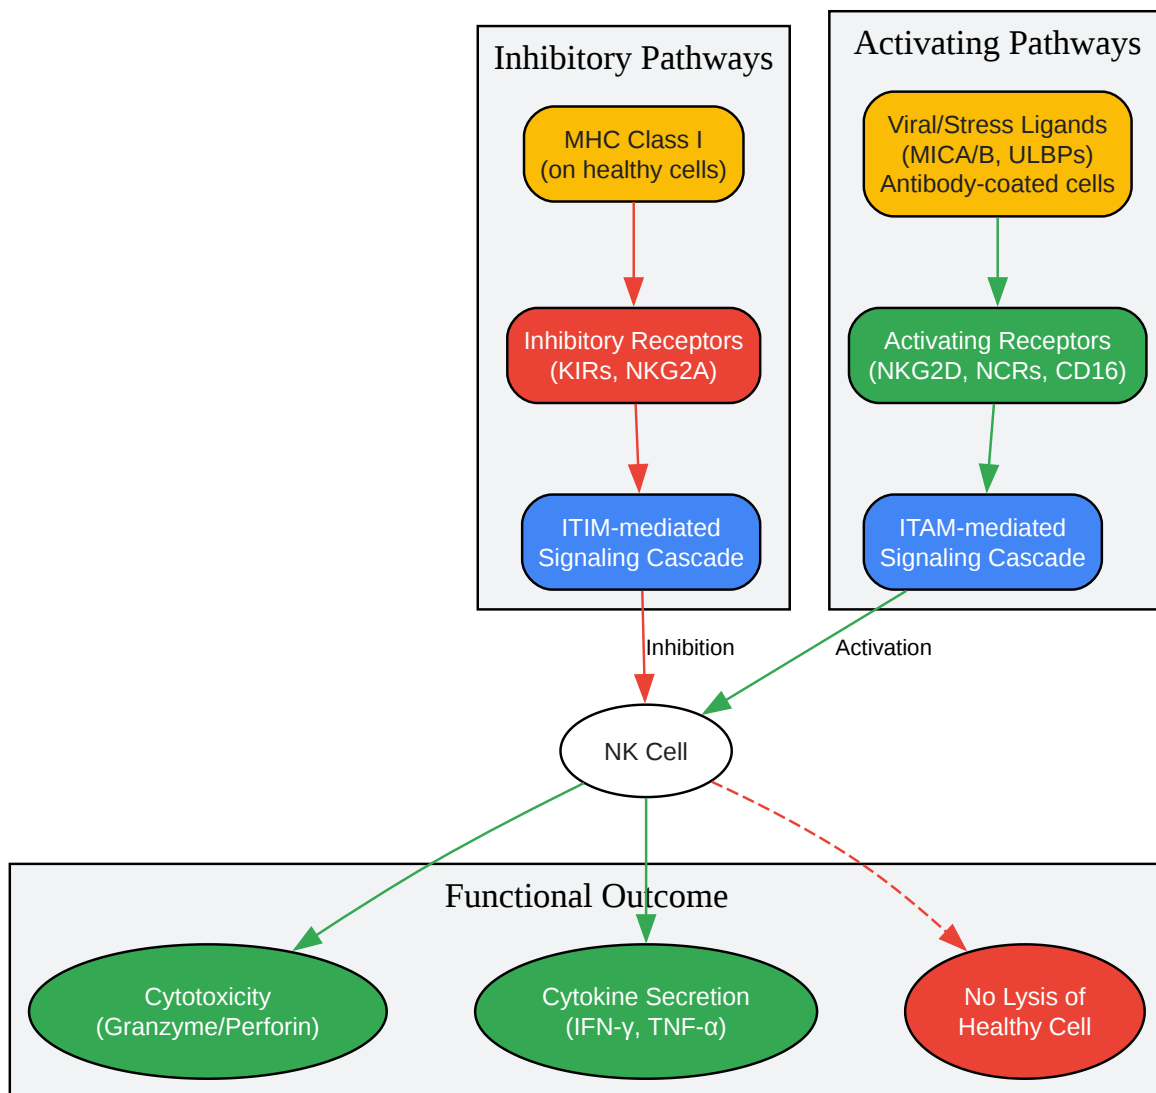 Inhibitory Pathways
MHC Class I
(on healthy cells)
Inhibitory Receptors
(KIRs, NKG2A)
ITIM-mediated
Signaling Cascade
Activating Pathways
Viral/Stress Ligands
(MICA/B, ULBPs)
Antibody-coated cells
Activating Receptors
(NKG2D, NCRs, CD16)
ITAM-mediated
Signaling Cascade
Inhibition
Activation
NK Cell
Functional Outcome
Cytotoxicity
(Granzyme/Perforin)
Cytokine Secretion
(IFN-γ, TNF-α)
No Lysis of
Healthy Cell